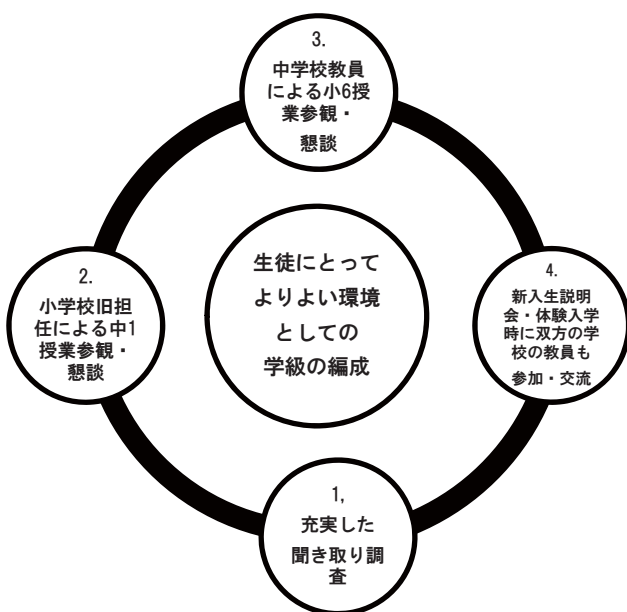 3.
中学校教員
による小6授
業参観・
懇談
2.
小学校旧担
任による中1
授業参観・
懇談
生徒にとって
よりよい環境
としての
学級の編成
4.
新入生説明
会・体験入学
時に双方の学
校の教員も
参加・交流
1,
充実した
聞き取り調
査